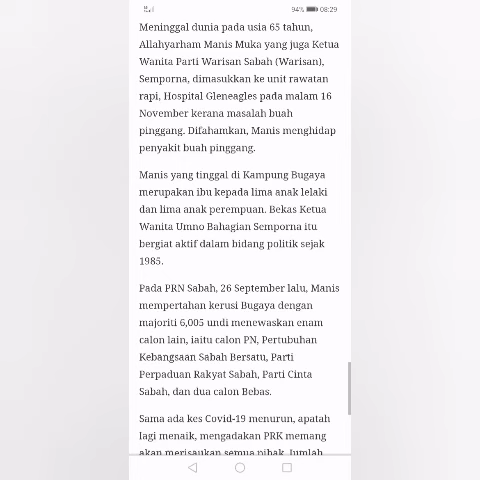 94% 08:29
Meninggal dunia pada usia 65 tahun,
Allahyarham Manis Muka yang juga Ketua
Wanita Parti Warisan Sabah (Warisan),
Semporna, dimasukkan ke unit rawatan
rapi, Hospital Gleneagles pada malam 16
November kerana masalah buah
pinggang. Difahamkan, Manis menghidap
penyakit buah pinggang.
Manis yang tinggal di Kampung Bugaya
merupakan ibu kepada lima anak lelaki
dan lima anak perempuan. Bekas Ketua
Wanita Umno Bahagian Semporna itu
bergiat aktif dalam bidang politik sejak
1985.
Pada PRN Sabah, 26 September lalu, Manis
mempertahan kerusi Bugaya dengan
majoriti 6,005 undi menewaskan enam
calon lain, iaitu calon PN, Pertubuhan
Kebangsaan Sabah Bersatu, Parti
Perpaduan Rakyat Sabah, Parti Cinta
Sabah, dan dua calon Bebas.
Sama ada kes Covid-19 menurun, apatah
lagi menaik, mengadakan PRK memang
akan merisaukan semua pihak. Jumlah